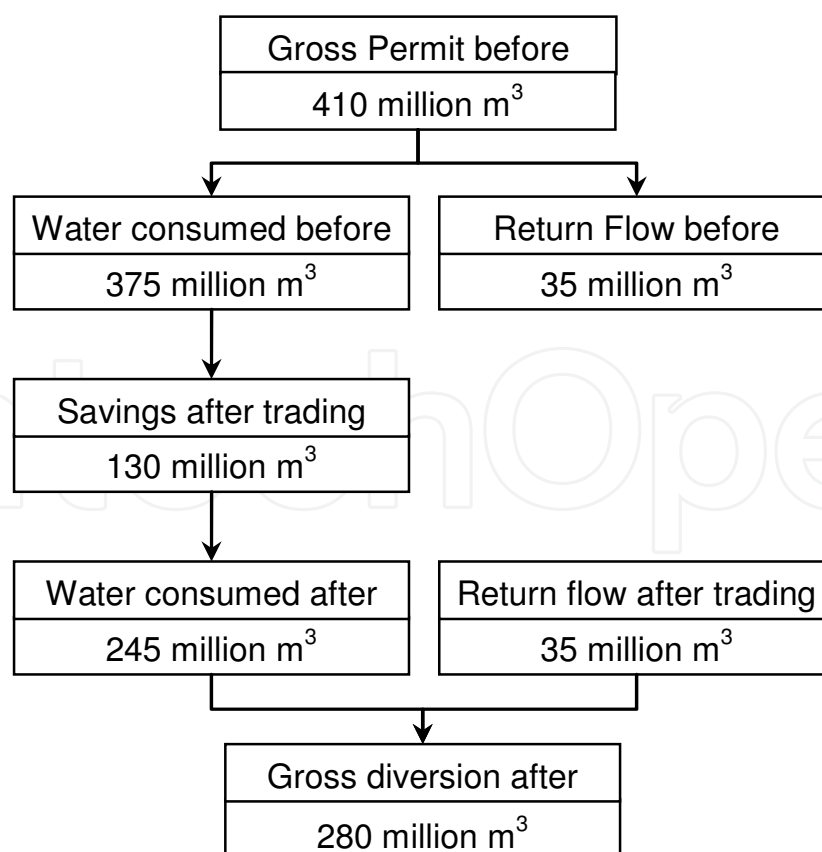 Gross Permit before
410 million m³
Water consumed before
375 million m³
Return Flow before
35 million m³
Savings after trading
130 million m³
Water consumed after
245 million m³
Return flow after trading
35 million m³
Gross diversion after
280 million m³